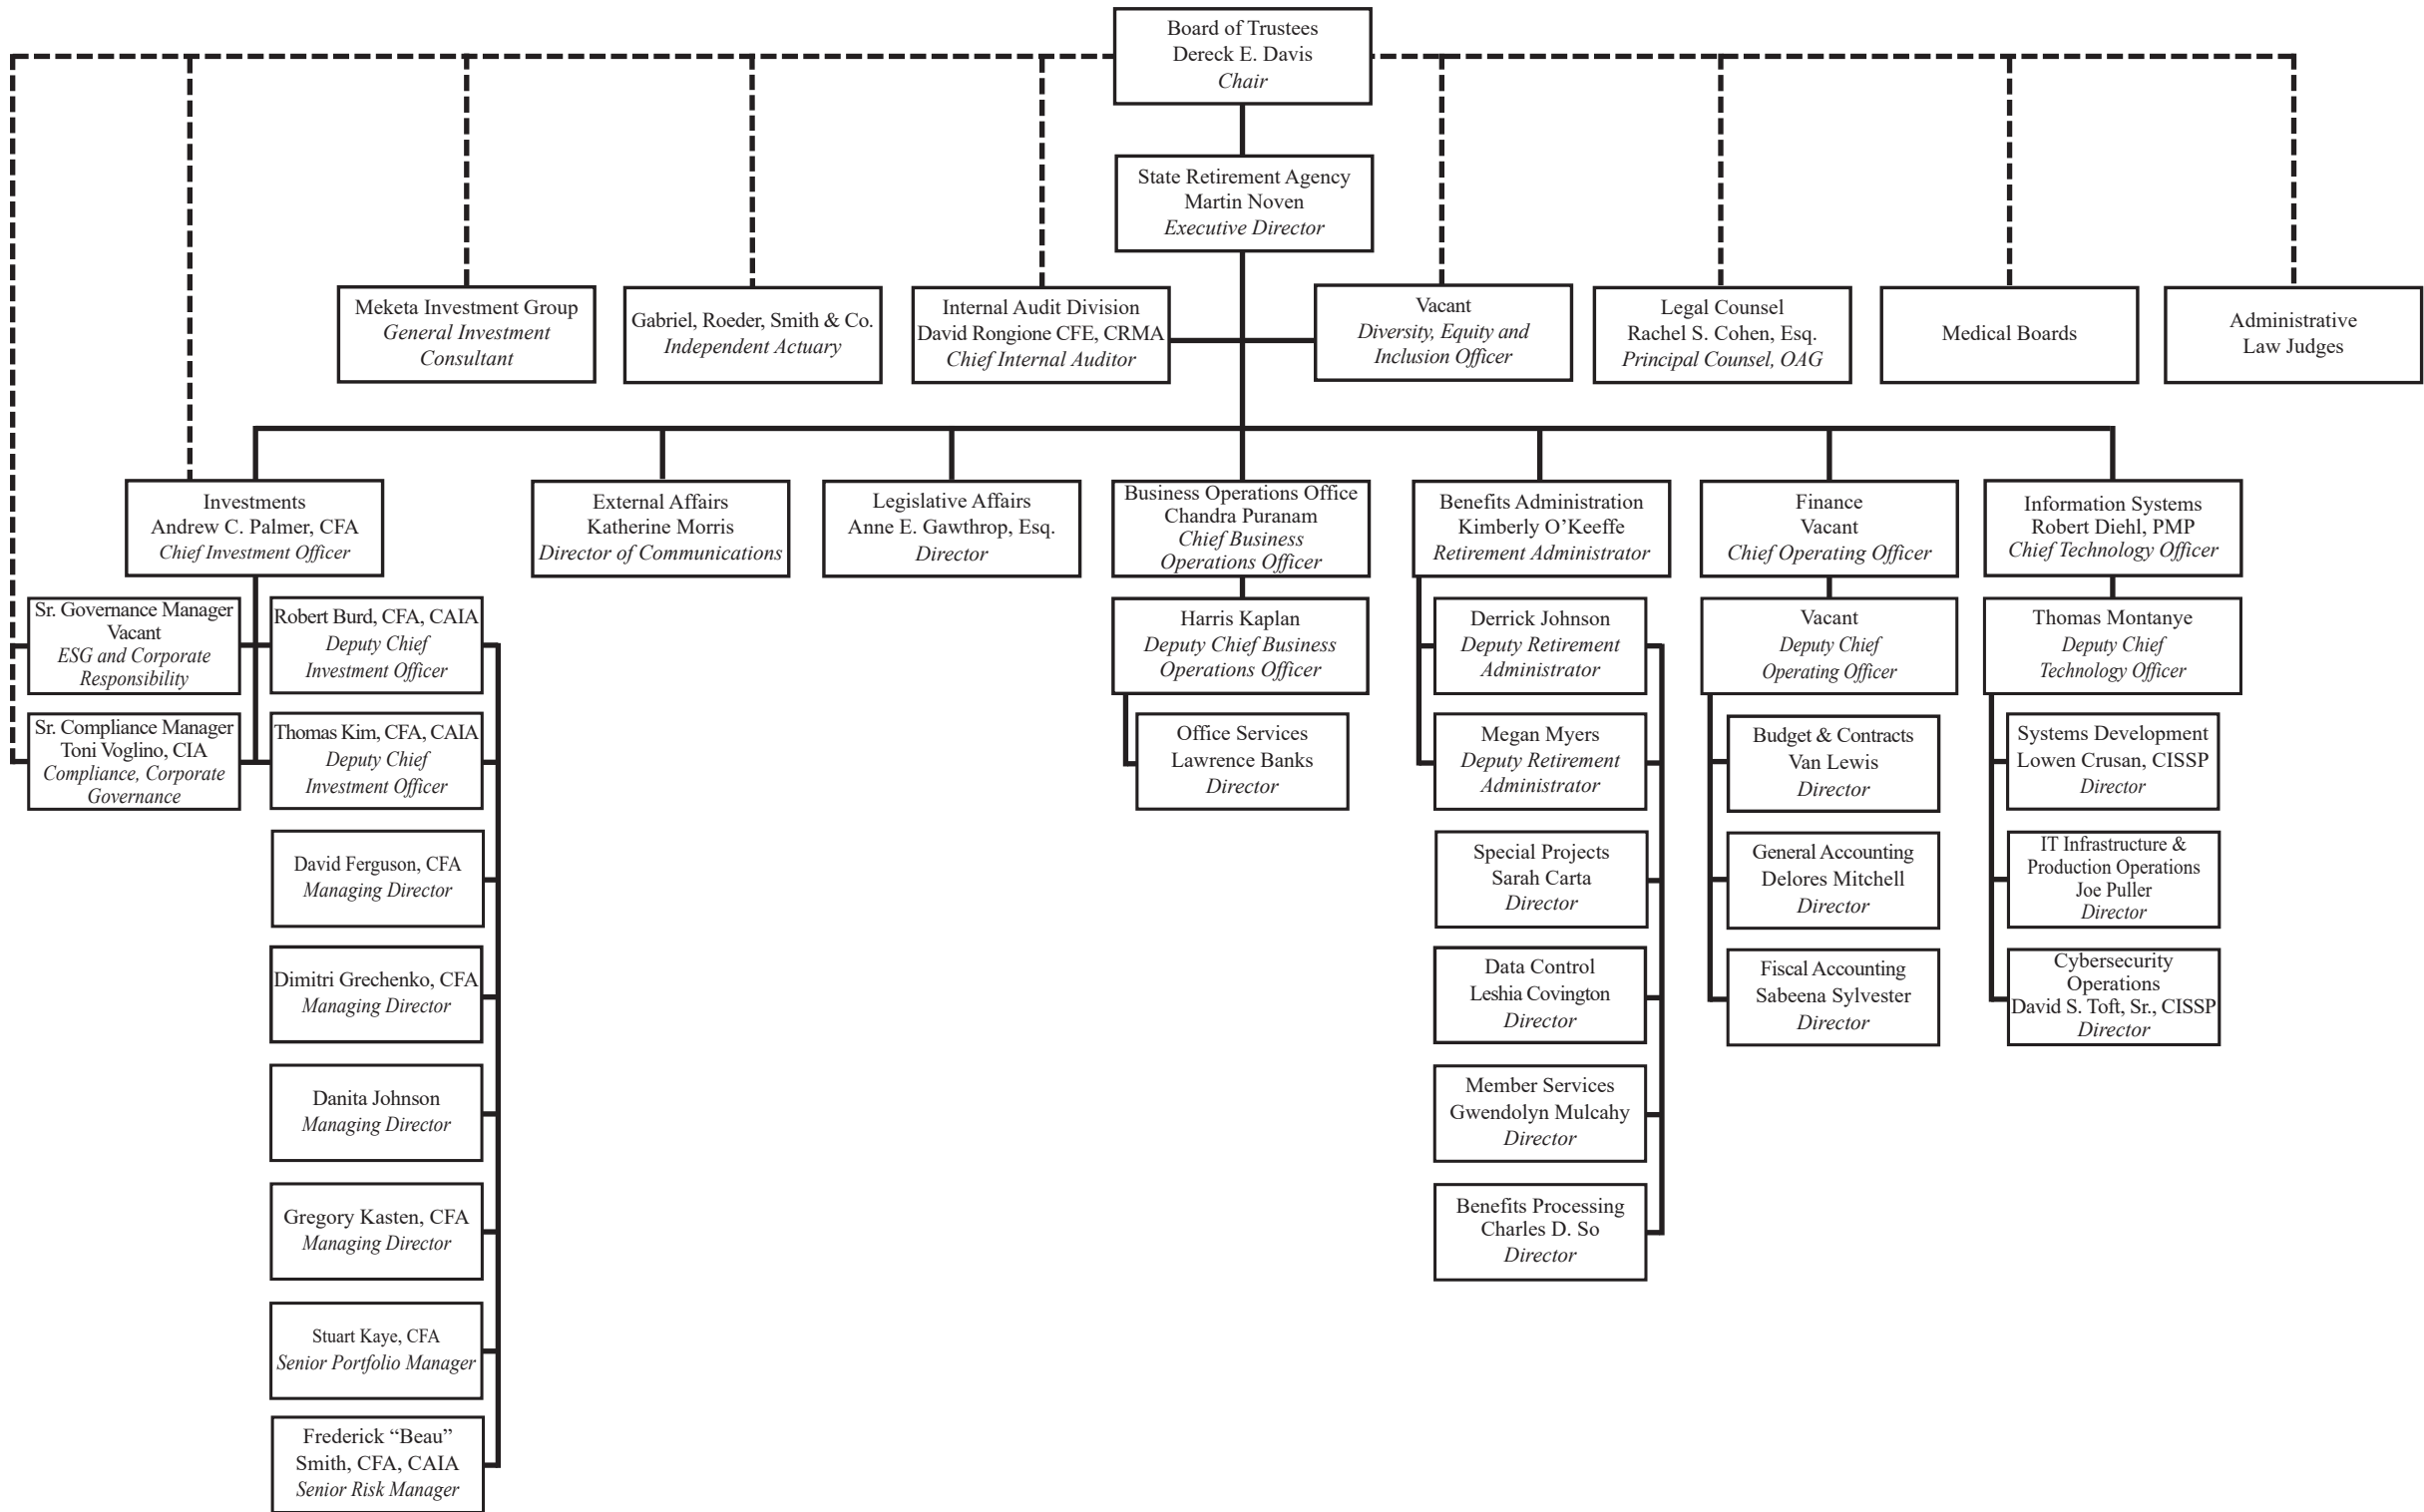 Board of Trustees
Dereck E. Davis
Chair
State Retirement Agency
Martin Noven
Executive Director
Meketa Investment Group
General Investment
Consultant
Gabriel, Roeder, Smith & Co.
Independent Actuary
Internal Audit Division
David Rongione CFE, CRMA
Chief Internal Auditor
Vacant
Diversity, Equity and
Inclusion Officer
Legal Counsel
Rachel S. Cohen, Esq.
Principal Counsel, OAG
Medical Boards
Administrative
Law Judges
Investments
Andrew C. Palmer, CFA
Chief Investment Officer
External Affairs
Katherine Morris
Director of Communications
Legislative Affairs
Anne E. Gawthrop, Esq.
Director
Business Operations Office
Chandra Puranam
Chief Business
Operations Officer
Benefits Administration
Kimberly O’Keeffe
Retirement Administrator
Finance
Vacant
Chief Operating Officer
Information Systems
Robert Diehl, PMP
Chief Technology Officer
Sr. Governance Manager
Vacant
ESG and Corporate
Responsibility
Sr. Compliance Manager
Toni Voglino, CIA
Compliance, Corporate
Governance
Robert Burd, CFA, CAIA
Deputy Chief
Investment Officer
Thomas Kim, CFA, CAIA
Deputy Chief
Investment Officer
David Ferguson, CFA
Managing Director
Dimitri Grechenko, CFA
Managing Director
Danita Johnson
Managing Director
Gregory Kasten, CFA
Managing Director
Stuart Kaye, CFA
Senior Portfolio Manager
Frederick “Beau”
Smith, CFA, CAIA
Senior Risk Manager
Harris Kaplan
Deputy Chief Business
Operations Officer
Office Services
Lawrence Banks
Director
Derrick Johnson
Deputy Retirement
Administrator
Megan Myers
Deputy Retirement
Administrator
Special Projects
Sarah Carta
Director
Data Control
Leshia Covington
Director
Member Services
Gwendolyn Mulcahy
Director
Benefits Processing
Charles D. So
Director
Vacant
Deputy Chief
Operating Officer
Budget & Contracts
Van Lewis
Director
General Accounting
Delores Mitchell
Director
Fiscal Accounting
Sabeena Sylvester
Director
Thomas Montanye
Deputy Chief
Technology Officer
Systems Development
Lowen Crusan, CISSP
Director
IT Infrastructure &
Production Operations
Joe Puller
Director
Cybersecurity
Operations
David S. Toft, Sr., CISSP
Director